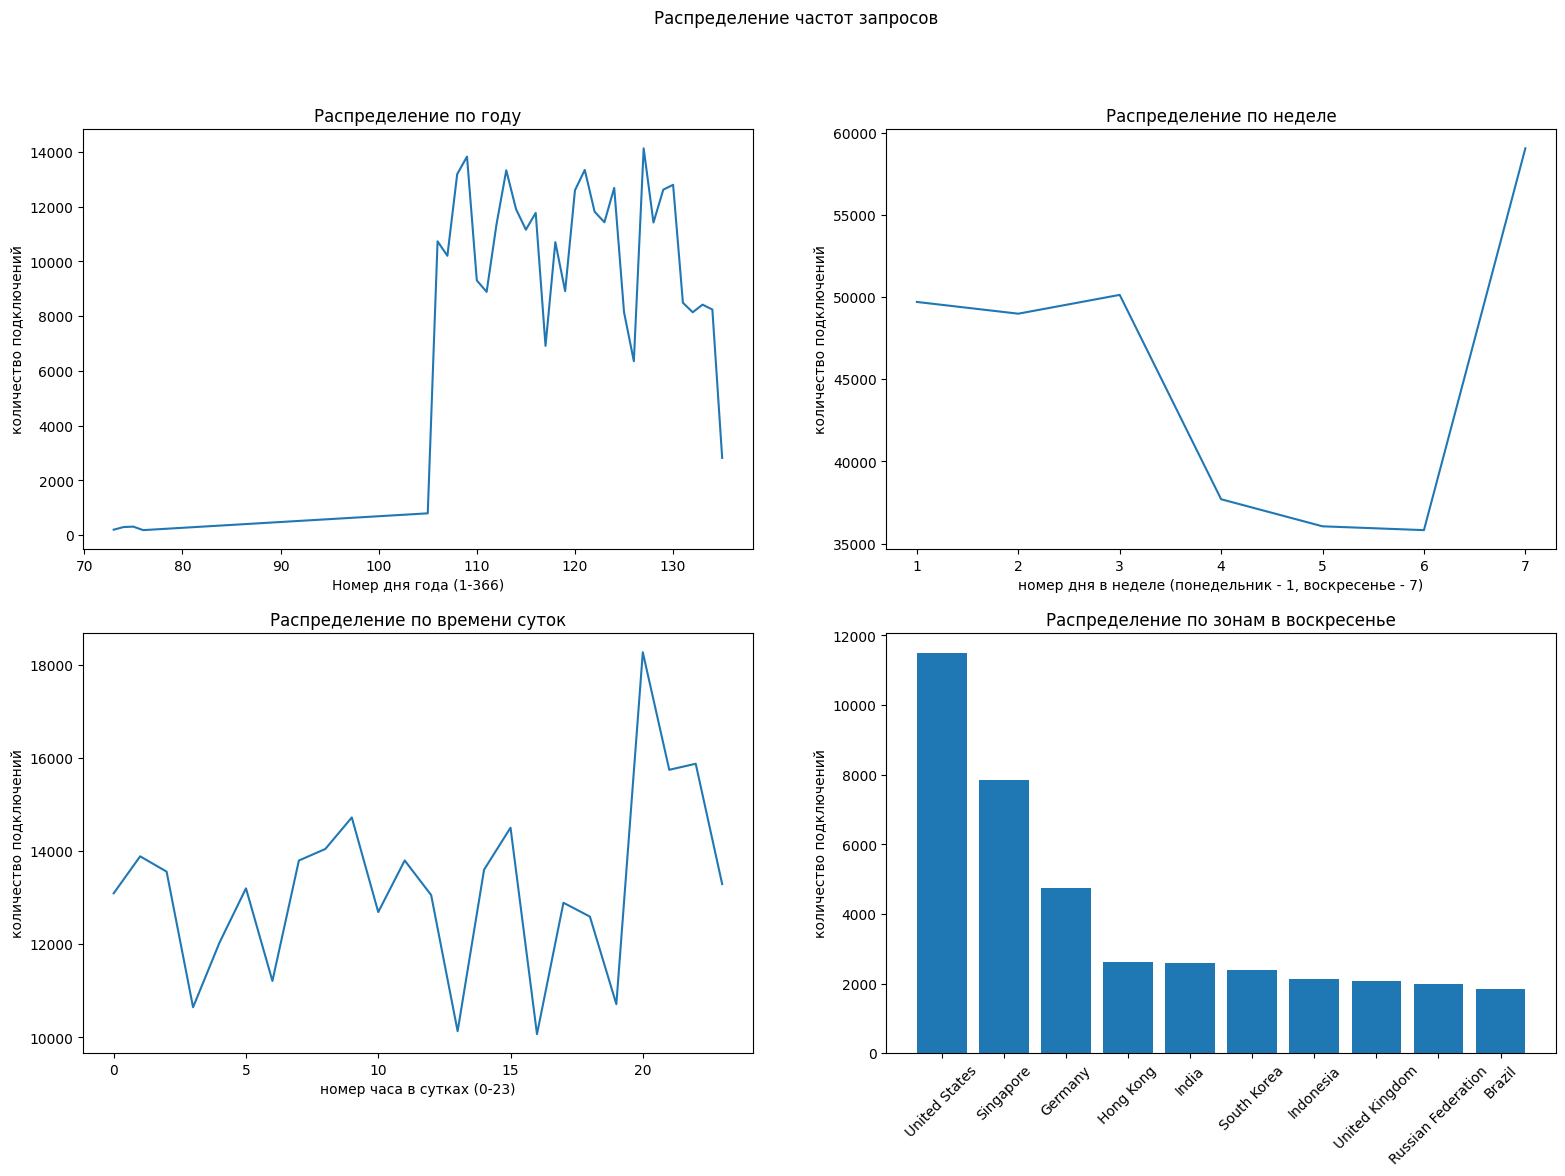 Распределение частот запросов
Распределение по году
количество подключений
14000
12000
10000
8000
6000
4000
2000
0
70 80 90 100 110 120 130
Номер дня года (1-366)
Распределение по неделе
количество подключений
60000
55000
50000
45000
40000
35000
1 2 3 4 5 6 7
номер дня в неделе (понедельник - 1, воскресенье - 7)
Распределение по времени суток
количество подключений
18000
16000
14000
12000
10000
0 5 10 15 20
номер часа в сутках (0-23)
Распределение по зонам в воскресенье
количество подключений
12000
10000
8000
6000
4000
2000
0
United States
Singapore
Germany
Hong Kong
India
South Korea
Indonesia
United Kingdom
Russian Federation
Brazil